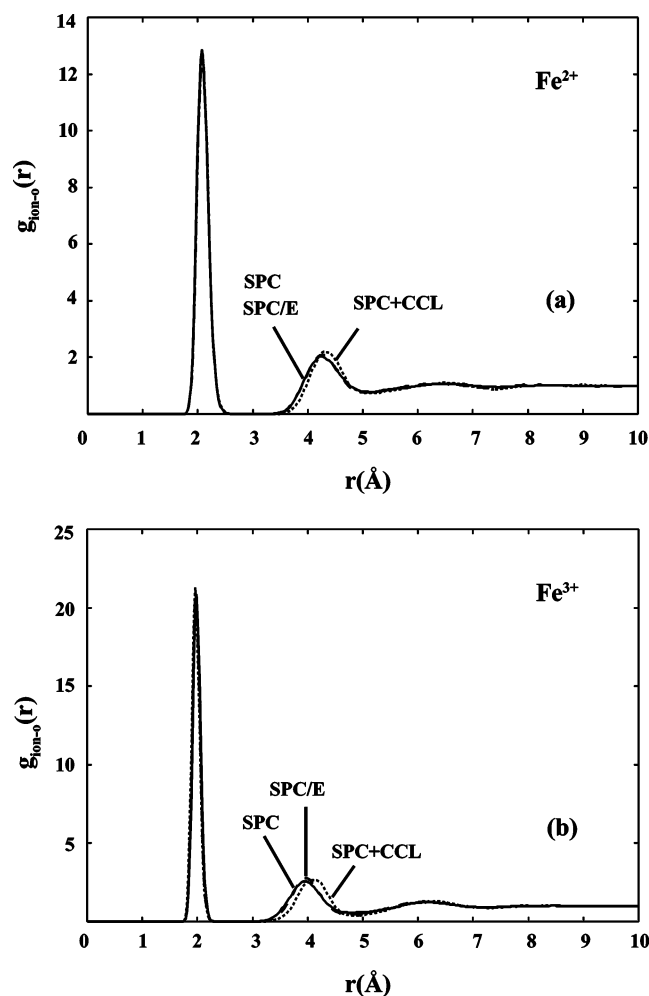 14
12
10
8
6
4
2
g_ion-o(r)
Fe²⁺
SPC
SPC/E
SPC+CCL
(a)
0 1 2 3 4 5 6 7 8 9 10
r(Å)
25
20
15
10
5
g_ion-o(r)
Fe³⁺
SPC/E
SPC
SPC+CCL
(b)
0 1 2 3 4 5 6 7 8 9 10
r(Å)